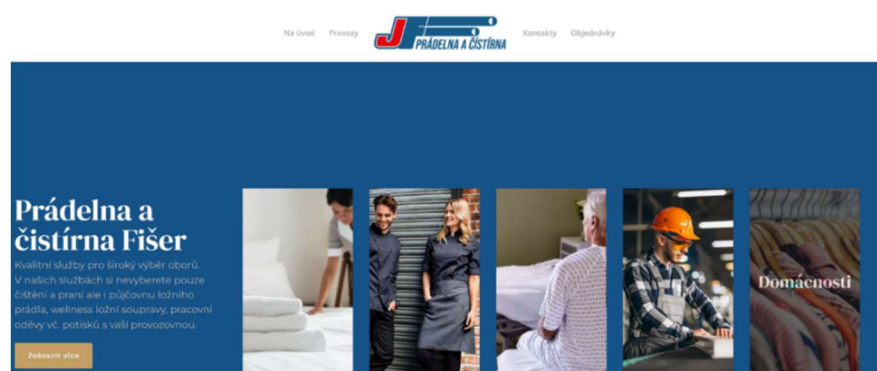 Na úvod
Provozy
JF
PRÁDELNA A ČISTÍRNA
Kontakty
Objednávky
Prádelna a
čistírna Fišer
Kvalitní služby pro široký výběr oborů.
V našich službách si nevyberete pouze
čištění a praní ale i půjčovnu ložního
prádla, wellness ložní soupravy, pracovní
oděvy vč. potisků s vaší provozovnou.
Zobrazit více
Domácnosti